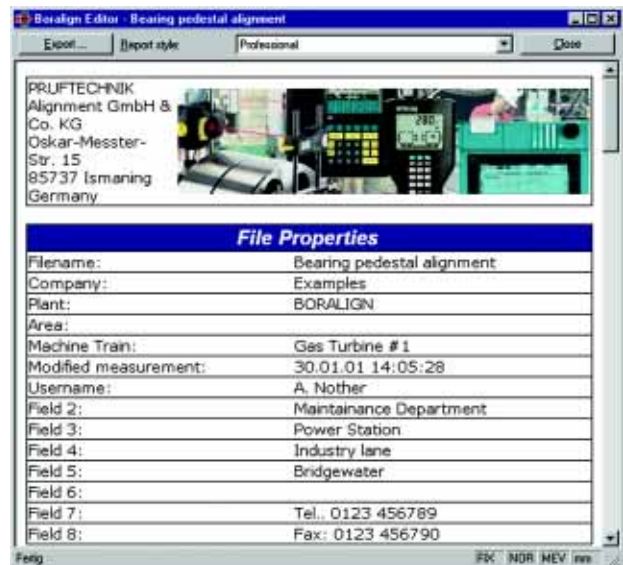 Boralign Editor - Bearing pedestal alignment
Export ... Report style: Professional Close
PRUFTECHNIK
Alignment GmbH &
Co. KG
Oskar-Messter-
Str. 15
85737 Ismaning
Germany
File Properties
Filename: Bearing pedestal alignment
Company: Examples
Plant: BORALIGN
Area:
Machine Train: Gas Turbine #1
Modified measurement: 30.01.01 14:05:28
Username: A. Nother
Field 2: Maintainance Department
Field 3: Power Station
Field 4: Industry lane
Field 5: Bridgewater
Field 6:
Field 7: Tel.. 0123 456789
Field 8: Fax: 0123 456790
Fertig FIX NOR MEV mm